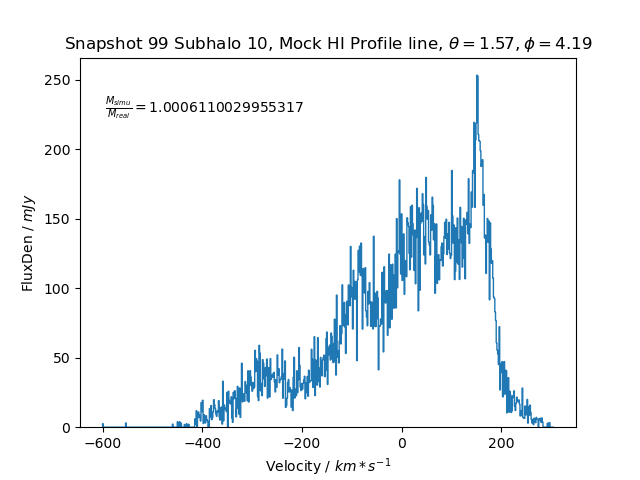 Snapshot 99 Subhalo 10, Mock HI Profile line, θ = 1.57, ϕ = 4.19
M_simu/M_real = 1.0006110029955317
FluxDen / mJy
250
200
150
100
50
0
−600
−400
−200
0
200
Velocity / km * s⁻¹